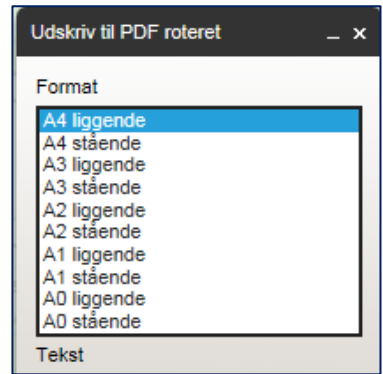 Udskriv til PDF roteret
Format
A4 liggende
A4 stående
A3 liggende
A3 stående
A2 liggende
A2 stående
A1 liggende
A1 stående
A0 liggende
A0 stående
Tekst